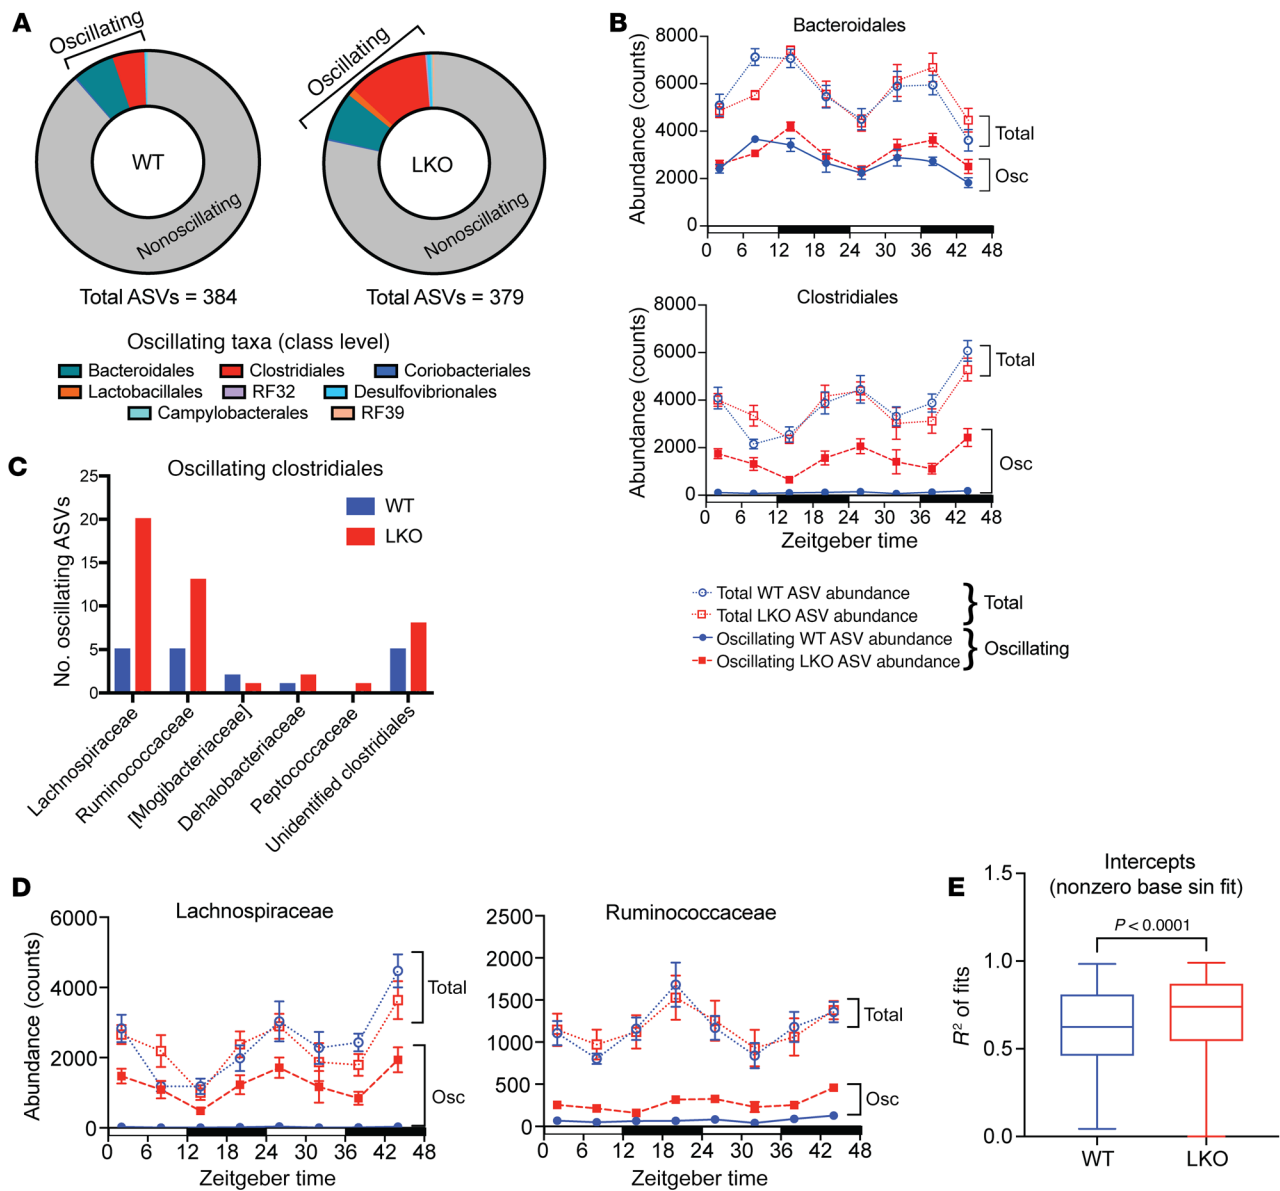 A
Oscillating
WT
Nonoscillating
Total ASVs = 384
Oscillating
LKO
Nonoscillating
Total ASVs = 379
Oscillating taxa (class level)
Bacteroidales Clostridiales Coriobacteriales
Lactobacillales RF32 Desulfovibrionales
Campylobacterales RF39
B
Bacteroidales
Abundance (counts)
8000
6000
4000
2000
0
0 6 12 18 24 30 36 42 48
Total
Osc
Clostridiales
Abundance (counts)
8000
6000
4000
2000
0
0 6 12 18 24 30 36 42 48
Zeitgeber time
Total
Osc
Total WT ASV abundance
Total LKO ASV abundance
} Total
Oscillating WT ASV abundance
Oscillating LKO ASV abundance
} Oscillating
C
Oscillating clostridiales
No. oscillating ASVs
25
20
15
10
5
0
WT
LKO
Lachnospiraceae
Ruminococcaceae
[Mogibacteriaceae]
Dehalobacteriaceae
Peptococcaceae
Unidentified clostridiales
D
Lachnospiraceae
Abundance (counts)
6000
4000
2000
0
0 6 12 18 24 30 36 42 48
Zeitgeber time
Total
Osc
Ruminococcaceae
2500
2000
1500
1000
500
0
0 6 12 18 24 30 36 42 48
Zeitgeber time
Total
Osc
E
Intercepts
(nonzero base sin fit)
P < 0.0001
R² of fits
1.5
1.0
0.5
0.0
WT LKO